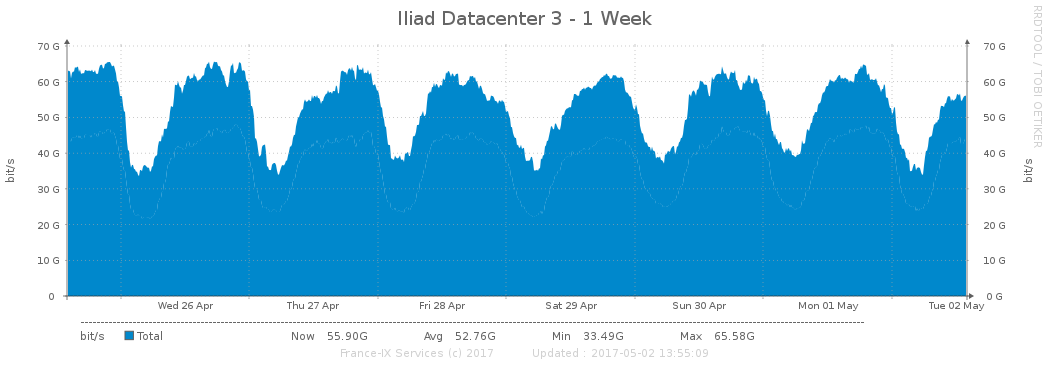 Iliad Datacenter 3 - 1 Week
RRDTOOL / TOBI OETIKER
bit/s
70 G
60 G
50 G
40 G
30 G
20 G
10 G
0
70 G
60 G
50 G
40 G
30 G
20 G
10 G
0 G
bit/s
Wed 26 Apr Thu 27 Apr Fri 28 Apr Sat 29 Apr Sun 30 Apr Mon 01 May Tue 02 May
bit/s Total Now 55.90G Avg 52.76G Min 33.49G Max 65.58G
France-IX Services (c) 2017 Updated : 2017-05-02 13:55:09